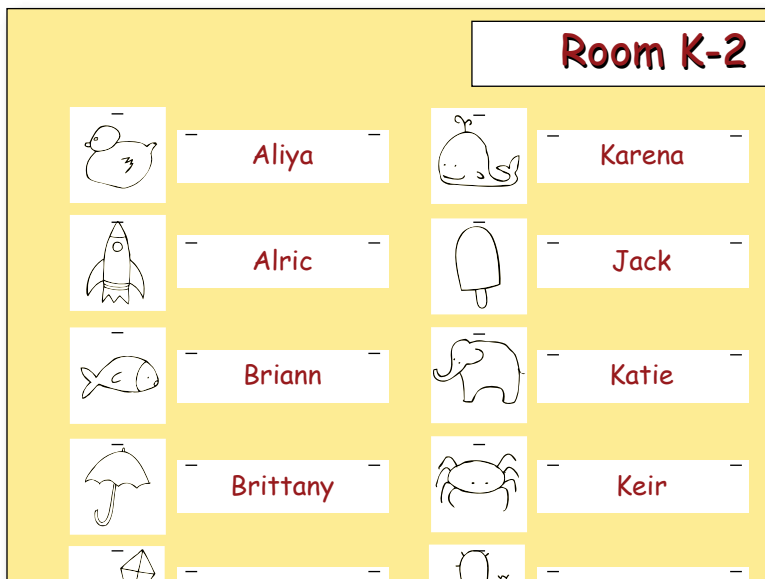 Room K-2
Aliya
Karena
Alric
Jack
Briann
Katie
Brittany
Keir